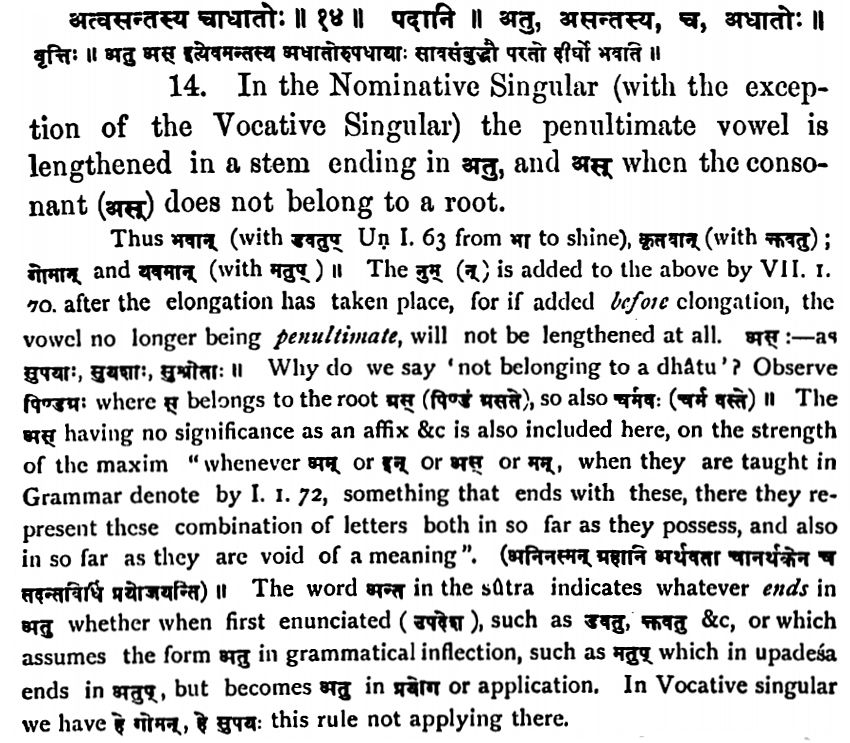 अत्वसन्तस्य चाधातोः ॥ १४ ॥ पदानि ॥ अतु, असन्तस्य, च, अधातोः ॥
वृत्तिः ॥ अतु अस् इत्येवमन्तस्य अधातोरुपधायाः सावसंबुद्धौ परतो दीर्घो भवति ॥
14. In the Nominative Singular (with the excep-
tion of the Vocative Singular) the penultimate vowel is
lengthened in a stem ending in अतु, and अस् when the conso-
nant (अस्) does not belong to a root.
Thus भवान् (with डवतुप् Uṇ I. 63 from भा to shine), कृतवान् (with क्तवतु) ;
गोमान् and यवमान् (with मतुप् ) ॥ The नुम् (न्) is added to the above by VII. 1.
70. after the elongation has taken place, for if added before elongation, the
vowel no longer being penultimate, will not be lengthened at all. अस् :—as
सुपयाः, सुयशाः, सुश्रोताः ॥ Why do we say 'not belonging to a dhâtu'? Observe
पिण्डग्रः where स् belongs to the root ग्रस् (पिण्डं ग्रसते), so also चर्मवः (चर्म वस्ते) ॥ The
अस् having no significance as an affix &c is also included here, on the strength
of the maxim "whenever अन् or इन् or अस् or मन्, when they are taught in
Grammar denote by I. 1. 72, something that ends with these, there they re-
present these combination of letters both in so far as they possess, and also
in so far as they are void of a meaning". (अनिनस्मन् ग्रहानि अर्थवता चानर्थकेन च
तदन्तविधिं प्रयोजयन्ति) ॥ The word अन्त in the sûtra indicates whatever ends in
अतु whether when first enunciated ( उपदेश ), such as डवतु, क्तवतु &c, or which
assumes the form अतु in grammatical inflection, such as मतुप् which in upadeśa
ends in अतुप्, but becomes अतु in प्रयोग or application. In Vocative singular
we have हे गोमन्, हे सुपयः this rule not applying there.